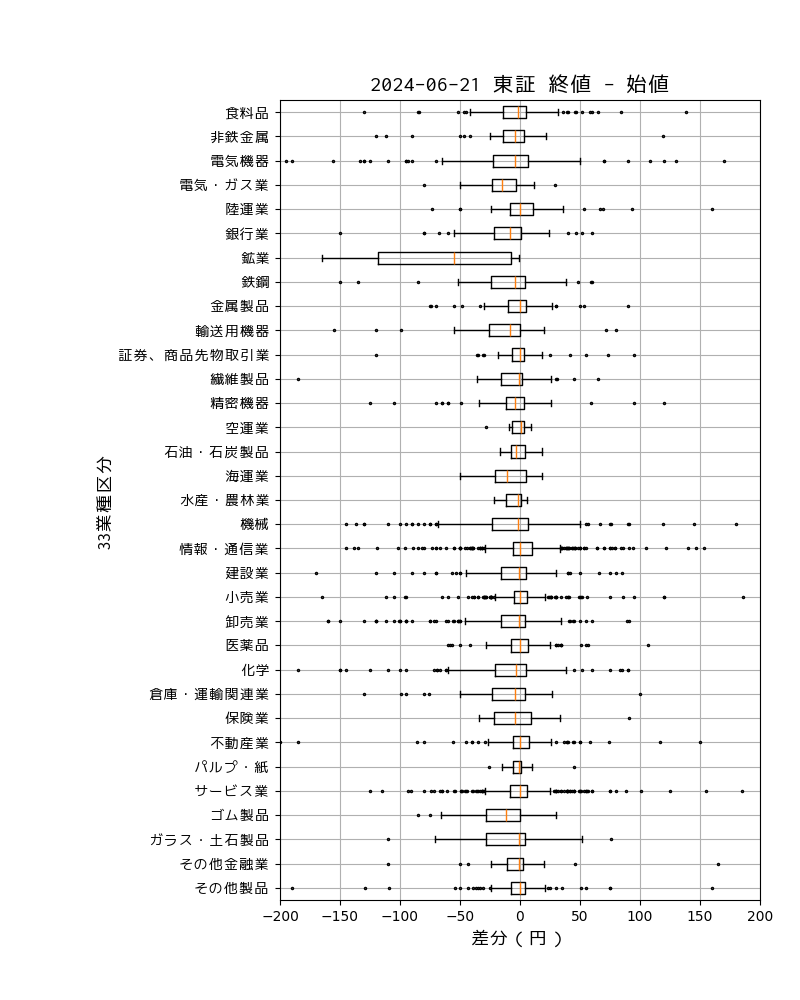 2024-06-21 東証 終値 - 始値
食料品
非鉄金属
電気機器
電気・ガス業
陸運業
銀行業
鉱業
鉄鋼
金属製品
輸送用機器
証券、商品先物取引業
繊維製品
精密機器
空運業
石油・石炭製品
海運業
水産・農林業
機械
情報・通信業
建設業
小売業
卸売業
医薬品
化学
倉庫・運輸関連業
保険業
不動産業
パルプ・紙
サービス業
ゴム製品
ガラス・土石製品
その他金融業
その他製品
33業種区分
−200 −150 −100 −50 0 50 100 150 200
差分 ( 円 )